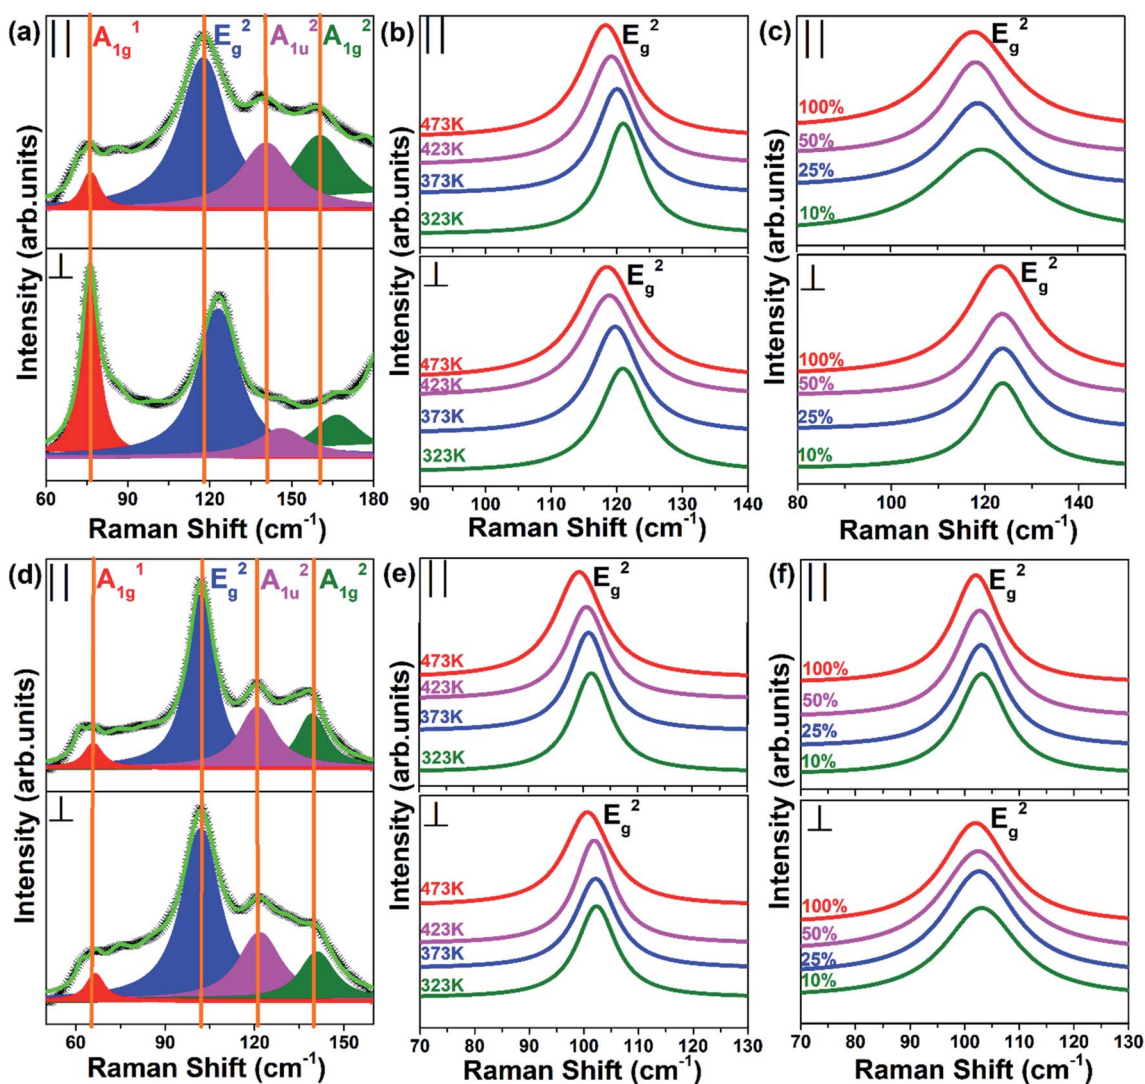 (a) || A1g1 Eg2 A1u2 A1g2
⊥
Intensity (arb.units)
60 90 120 150 180
Raman Shift (cm-1)
(b) || Eg2
473K
423K
373K
323K
⊥ Eg2
473K
423K
373K
323K
Intensity (arb.units)
90 100 110 120 130 140
Raman Shift (cm-1)
(c) || Eg2
100%
50%
25%
10%
⊥ Eg2
100%
50%
25%
10%
Intensity (arb.units)
80 100 120 140
Raman Shift (cm-1)
(d) || A1g1 Eg2 A1u2 A1g2
⊥
Intensity (arb.units)
60 90 120 150
Raman Shift (cm-1)
(e) || Eg2
473K
423K
373K
323K
⊥ Eg2
473K
423K
373K
323K
Intensity (arb.units)
70 80 90 100 110 120 130
Raman Shift (cm-1)
(f) || Eg2
100%
50%
25%
10%
⊥ Eg2
100%
50%
25%
10%
Intensity (arb.units)
70 80 90 100 110 120 130
Raman Shift (cm-1)